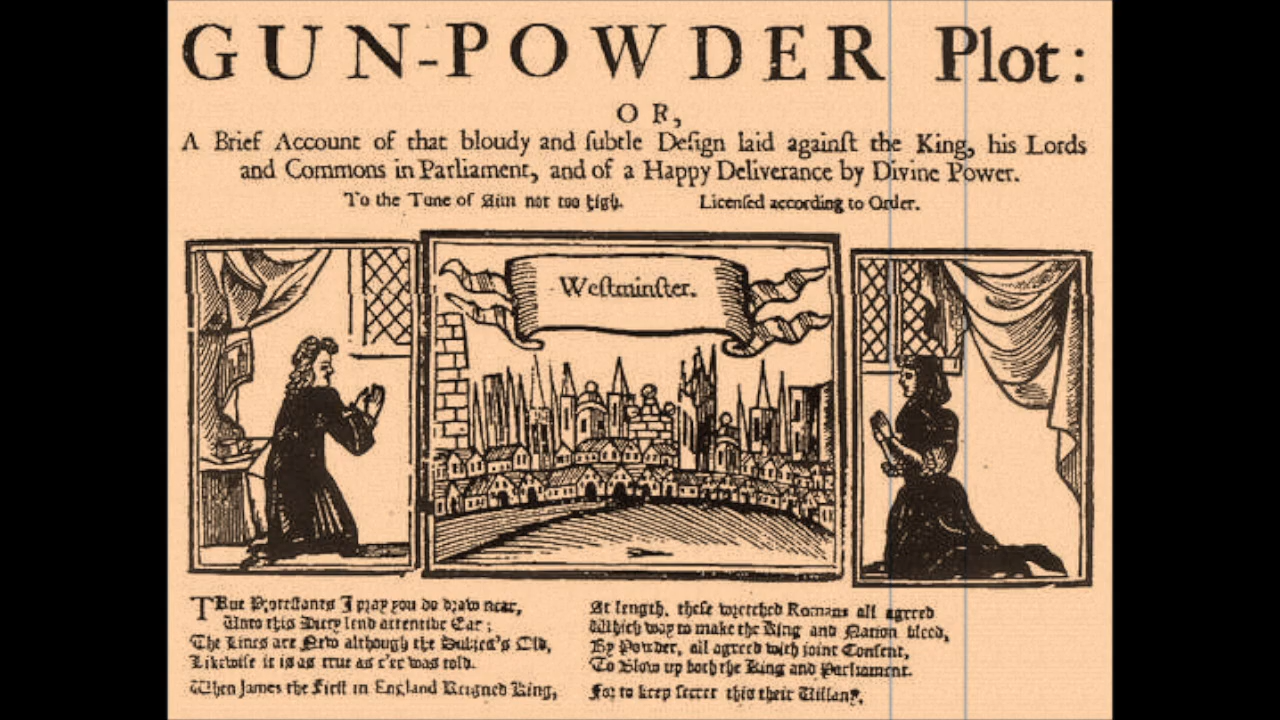 GUN-POWDER Plot:
OR,
A Brief Account of that bloudy and ſubtle Deſign laid againſt the King, his Lords
and Commons in Parliament, and of a Happy Deliverance by Divine Power.
To the Tune of Aim not too high. Licenſed according to Order.
Weſtminſter.
TRue Proteſtants I pray you do draw near,
Unto this Ditty lend attentive Ear;
The Lines are New although the Subject's Old,
Likewiſe it is as true as e'er was told.
When James the Firſt in England Reigned King,
At length, theſe wretched Romans all agreed
Which way to make the King and Nation bleed,
By Powder, all agreed with joint Conſent,
To Blow up both the King and Parliament.
For to keep ſecret this their Villany,